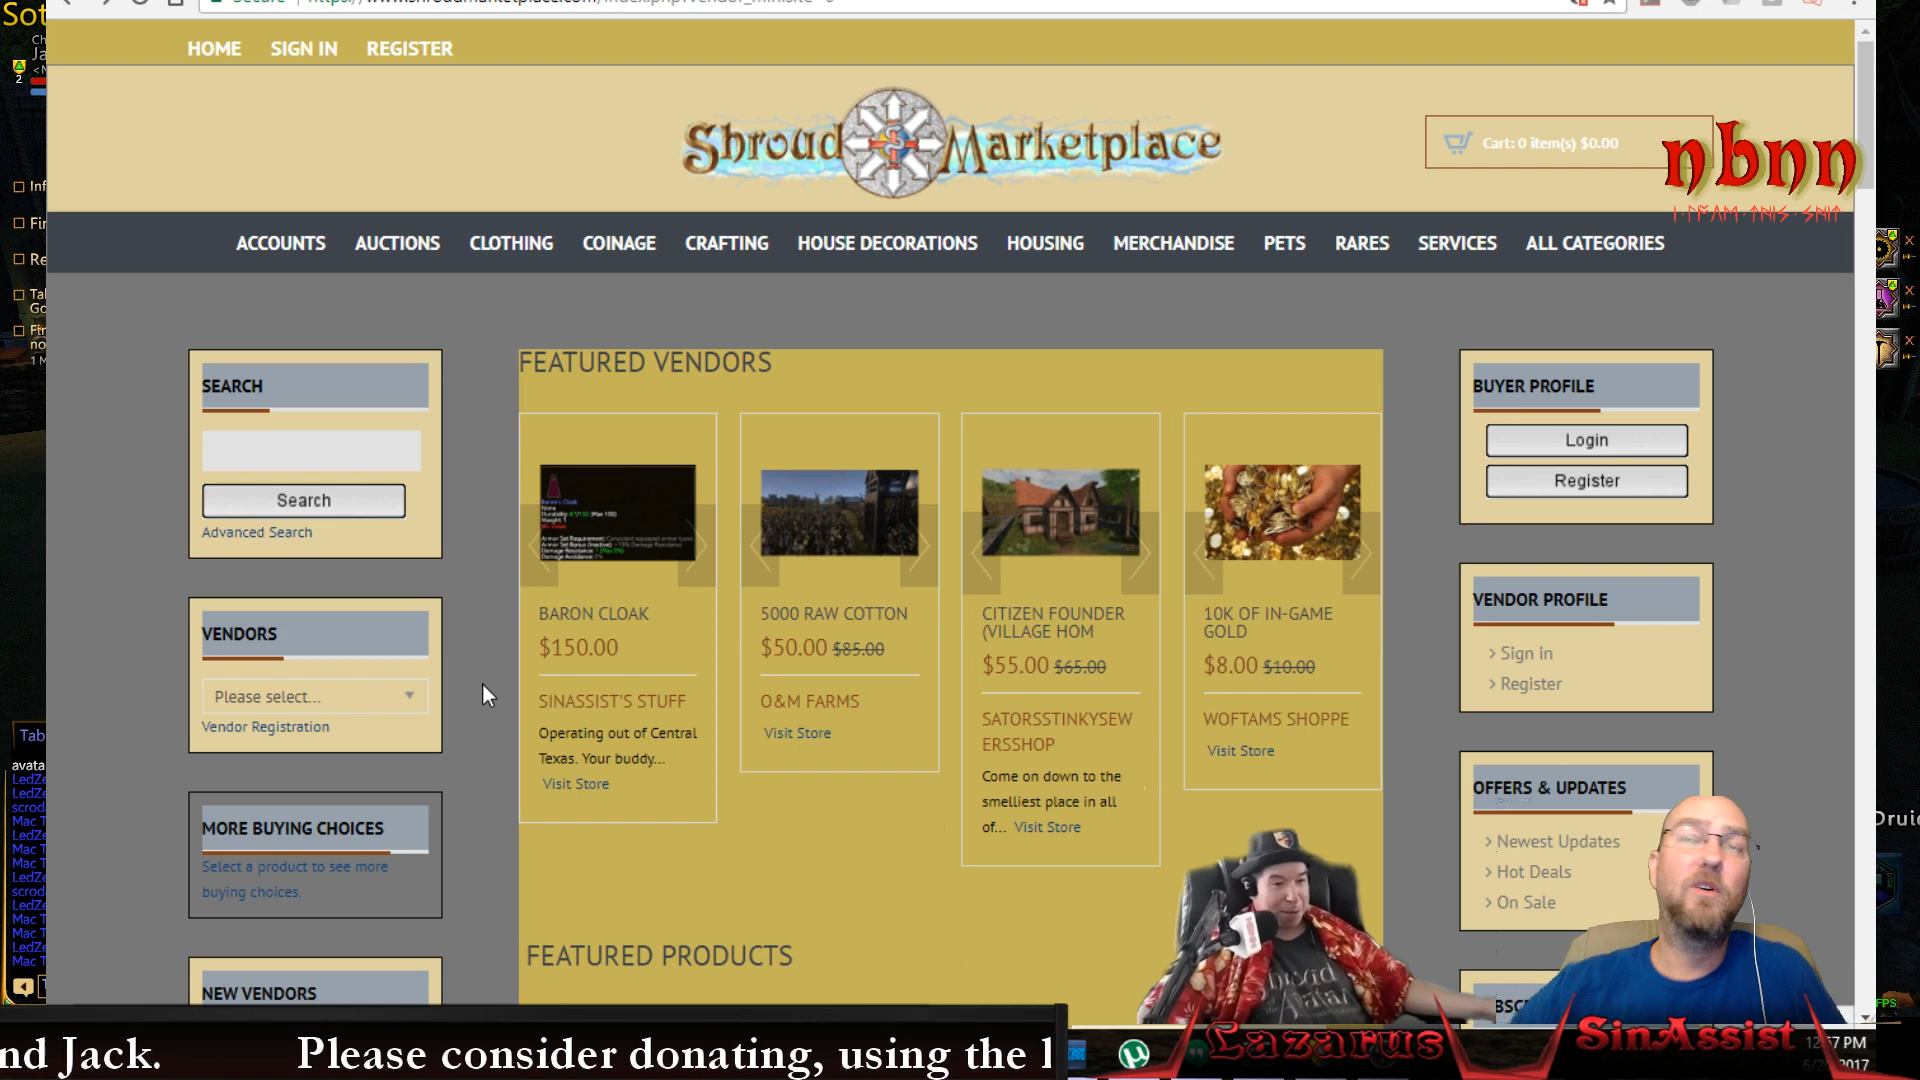 HOME SIGN IN REGISTER
Shroud Marketplace
Cart: 0 item(s) $0.00
nbnn
ACCOUNTS AUCTIONS CLOTHING COINAGE CRAFTING HOUSE DECORATIONS HOUSING MERCHANDISE PETS RARES SERVICES ALL CATEGORIES
SEARCH
Search
Advanced Search
VENDORS
Please select...
Vendor Registration
MORE BUYING CHOICES
Select a product to see more
buying choices.
NEW VENDORS
FEATURED VENDORS
BARON CLOAK
$150.00
SINASSIST'S STUFF
Operating out of Central
Texas. Your buddy...
Visit Store
5000 RAW COTTON
$50.00 $85.00
O&M FARMS
Visit Store
CITIZEN FOUNDER
(VILLAGE HOM
$55.00 $65.00
SATORSSTINKYSEW
ERSSHOP
Come on down to the
smelliest place in all
of... Visit Store
10K OF IN-GAME
GOLD
$8.00 $10.00
WOFTAMS SHOPPE
Visit Store
FEATURED PRODUCTS
BUYER PROFILE
Login
Register
VENDOR PROFILE
> Sign in
> Register
OFFERS & UPDATES
> Newest Updates
> Hot Deals
> On Sale
nd Jack. Please consider donating, using the l
Lazarus
SinAssist